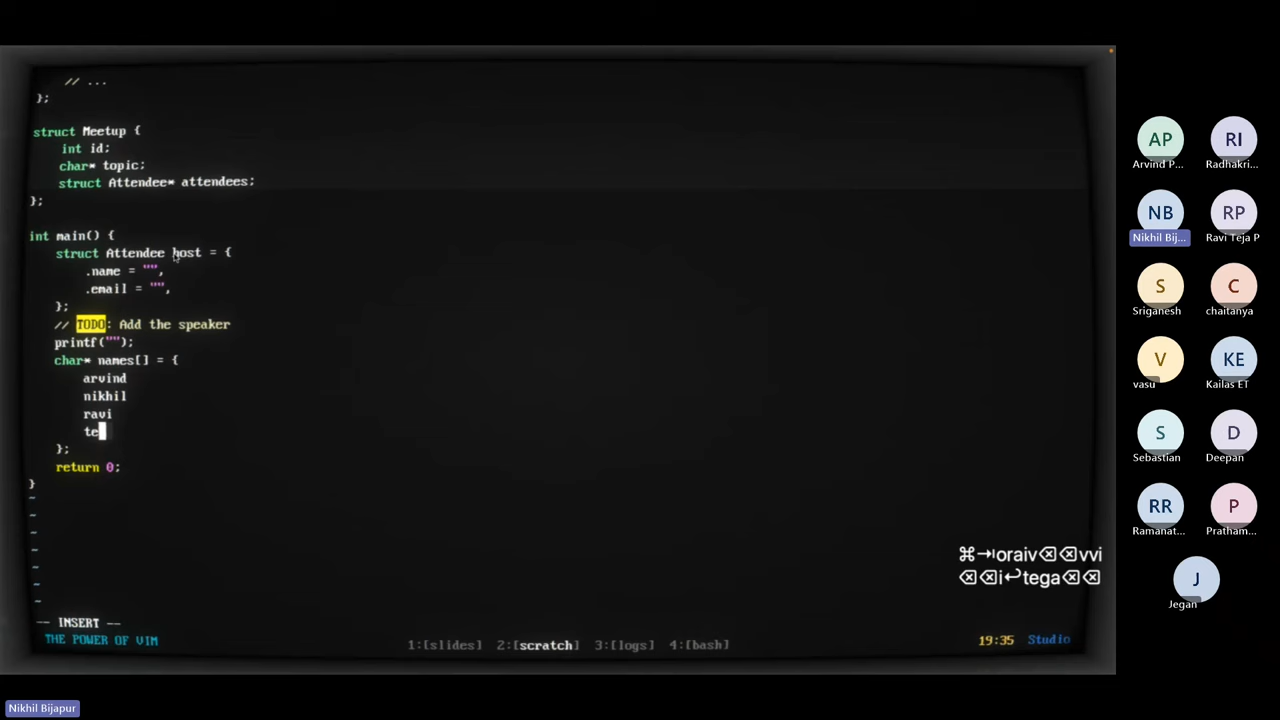 // ...
};
struct Meetup {
int id;
char* topic;
struct Attendee* attendees;
};
int main() {
struct Attendee host = {
.name = "",
.email = "",
};
// TODO: Add the speaker
printf("");
char* names[] = {
arvind
nikhil
ravi
te
};
return 0;
}
~
~
~
~
~
~
~
-- INSERT --
THE POWER OF VIM
1:[slides] 2:[scratch] 3:[logs] 4:[bash]
19:35 Studio
⌘⇥oraiv⌫⌫vvi
⌫⌫i↩tega⌫⌫
AP
Arvind P...
RI
Radhakri...
NB
Nikhil Bij...
RP
Ravi Teja P
S
Sriganesh
C
chaitanya
V
vasu
KE
Kailas ET
S
Sebastian
D
Deepan
RR
Ramanat...
P
Pratham...
J
Jegan
Nikhil Bijapur